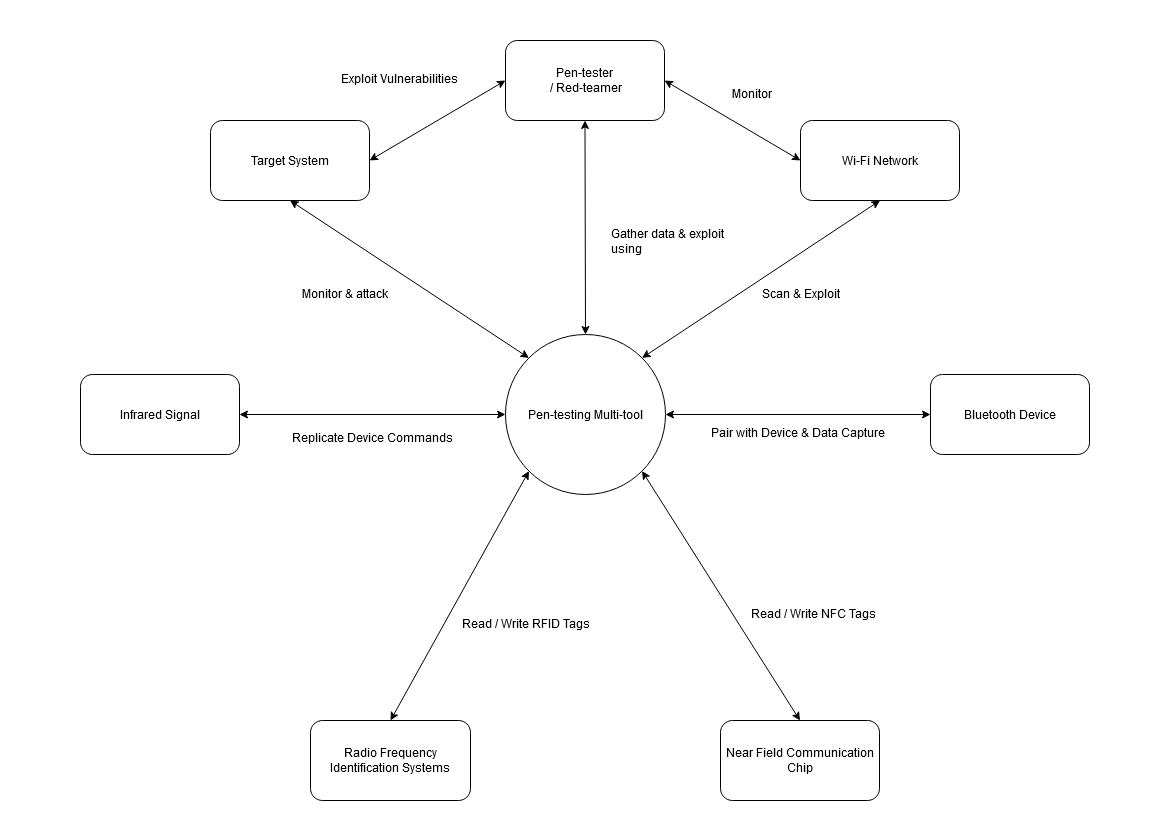 Pen-tester
/ Red-teamer
Exploit Vulnerabilities
Monitor
Target System
Wi-Fi Network
Gather data & exploit
using
Monitor & attack
Scan & Exploit
Infrared Signal
Pen-testing Multi-tool
Bluetooth Device
Replicate Device Commands
Pair with Device & Data Capture
Read / Write RFID Tags
Read / Write NFC Tags
Radio Frequency
Identification Systems
Near Field Communication
Chip